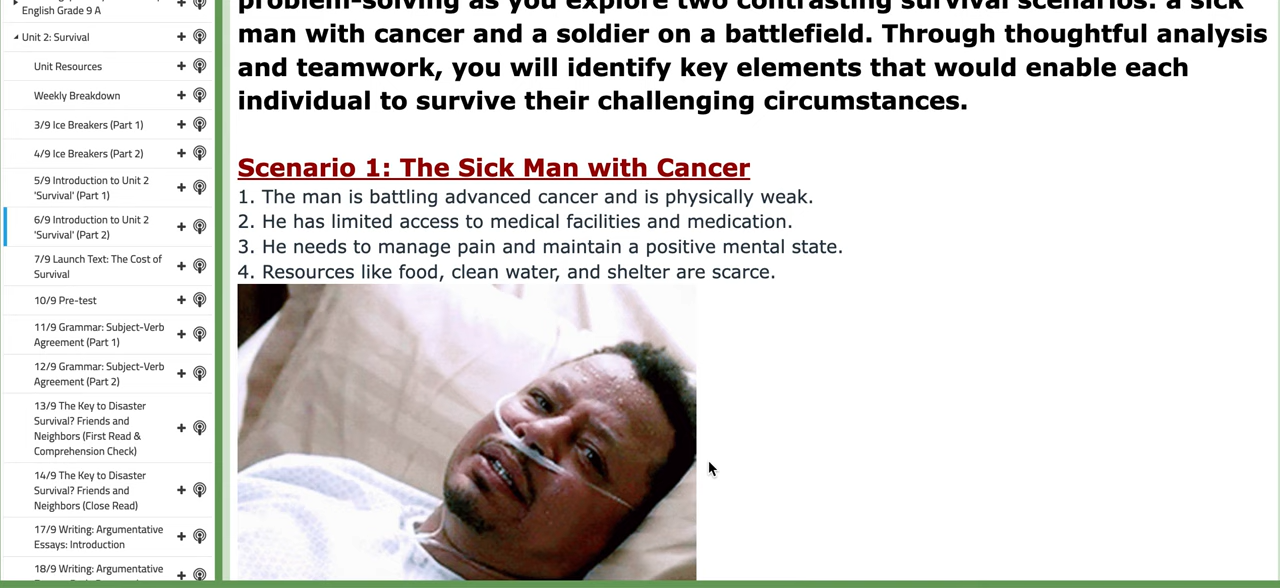 English Grade 9 A
Unit 2: Survival
Unit Resources
Weekly Breakdown
3/9 Ice Breakers (Part 1)
4/9 Ice Breakers (Part 2)
5/9 Introduction to Unit 2
'Survival' (Part 1)
6/9 Introduction to Unit 2
'Survival' (Part 2)
7/9 Launch Text: The Cost of
Survival
10/9 Pre-test
11/9 Grammar: Subject-Verb
Agreement (Part 1)
12/9 Grammar: Subject-Verb
Agreement (Part 2)
13/9 The Key to Disaster
Survival? Friends and
Neighbors (First Read &
Comprehension Check)
14/9 The Key to Disaster
Survival? Friends and
Neighbors (Close Read)
17/9 Writing: Argumentative
Essays: Introduction
18/9 Writing: Argumentative
problem-solving as you explore two contrasting survival scenarios: a sick
man with cancer and a soldier on a battlefield. Through thoughtful analysis
and teamwork, you will identify key elements that would enable each
individual to survive their challenging circumstances.
Scenario 1: The Sick Man with Cancer
1. The man is battling advanced cancer and is physically weak.
2. He has limited access to medical facilities and medication.
3. He needs to manage pain and maintain a positive mental state.
4. Resources like food, clean water, and shelter are scarce.